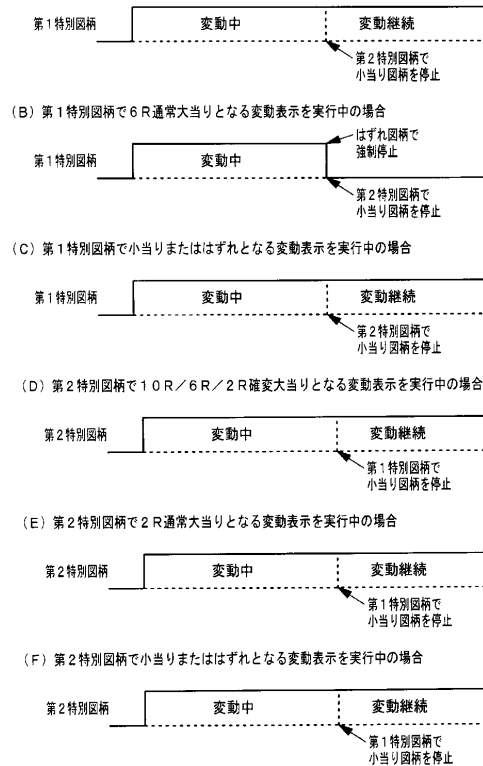 第1特別図柄
変動中
変動継続
第2特別図柄で
小当り図柄を停止
(B)第1特別図柄で6R通常大当りとなる変動表示を実行中の場合
はずれ図柄で
強制停止
第1特別図柄
変動中
第2特別図柄で
小当り図柄を停止
(C)第1特別図柄で小当りまたははずれとなる変動表示を実行中の場合
第1特別図柄
変動中
変動継続
第2特別図柄で
小当り図柄を停止
(D)第2特別図柄で10R/6R/2R確変大当りとなる変動表示を実行中の場合
第2特別図柄
変動中
変動継続
第1特別図柄で
小当り図柄を停止
(E)第2特別図柄で2R通常大当りとなる変動表示を実行中の場合
第2特別図柄
変動中
変動継続
第1特別図柄で
小当り図柄を停止
(F)第2特別図柄で小当りまたははずれとなる変動表示を実行中の場合
第2特別図柄
変動中
変動継続
第1特別図柄で
小当り図柄を停止